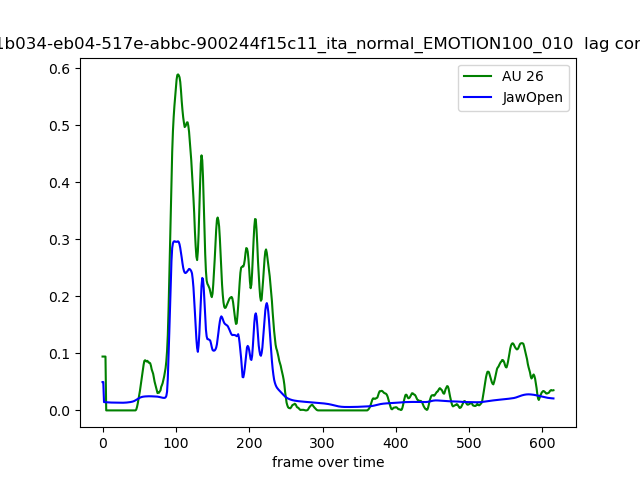 1b034-eb04-517e-abbc-900244f15c11_ita_normal_EMOTION100_010 lag cor
AU 26
JawOpen
0.6
0.5
0.4
0.3
0.2
0.1
0.0
0 100 200 300 400 500 600
frame over time